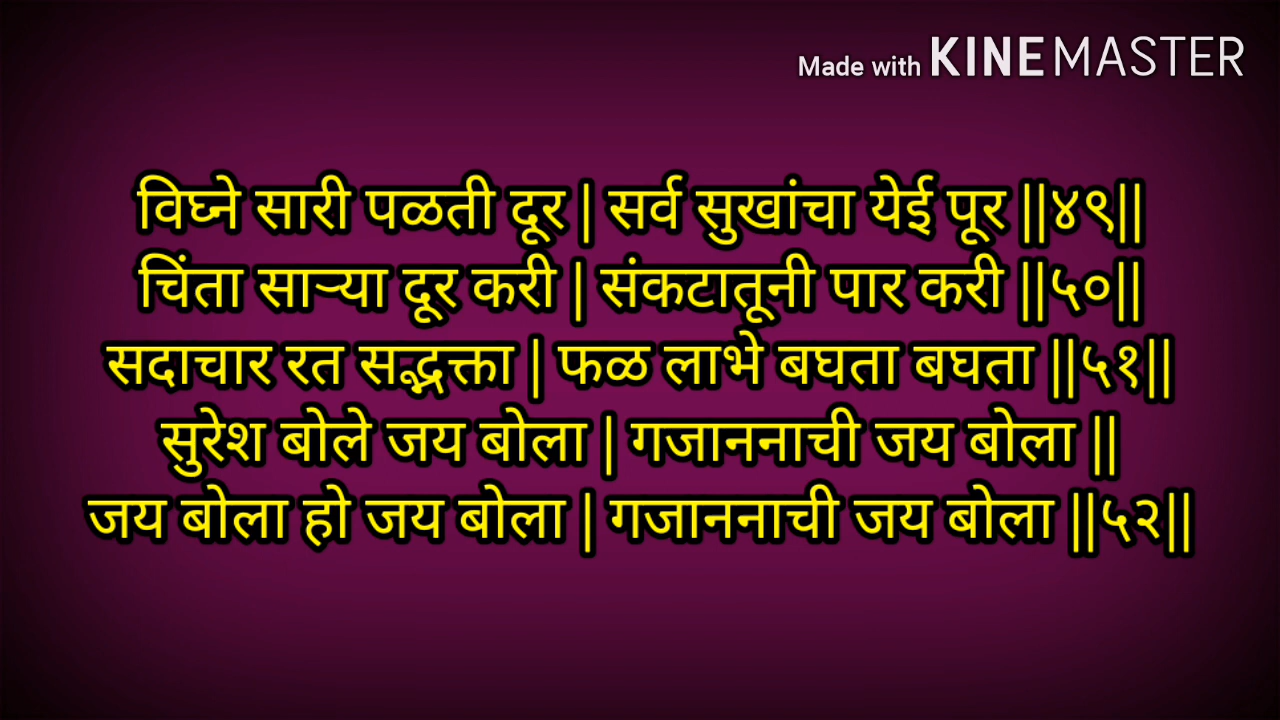 Made with KINEMASTER
विघ्ने सारी पळती दूर | सर्व सुखांचा येई पूर ||४९||
चिंता साऱ्या दूर करी | संकटातूनी पार करी ||५०||
सदाचार रत सद्भक्ता | फळ लाभे बघता बघता ||५१||
सुरेश बोले जय बोला | गजाननाची जय बोला ||
जय बोला हो जय बोला | गजाननाची जय बोला ||५२||